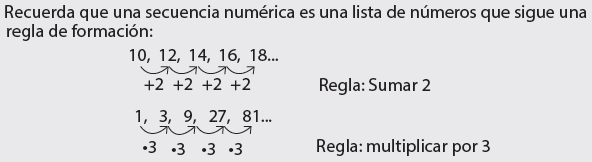 Recuerda que una secuencia numérica es una lista de números que sigue una
regla de formación:
10, 12, 14, 16, 18...
+2 +2 +2 +2 Regla: Sumar 2
1, 3, 9, 27, 81...
•3 •3 •3 •3 Regla: multiplicar por 3